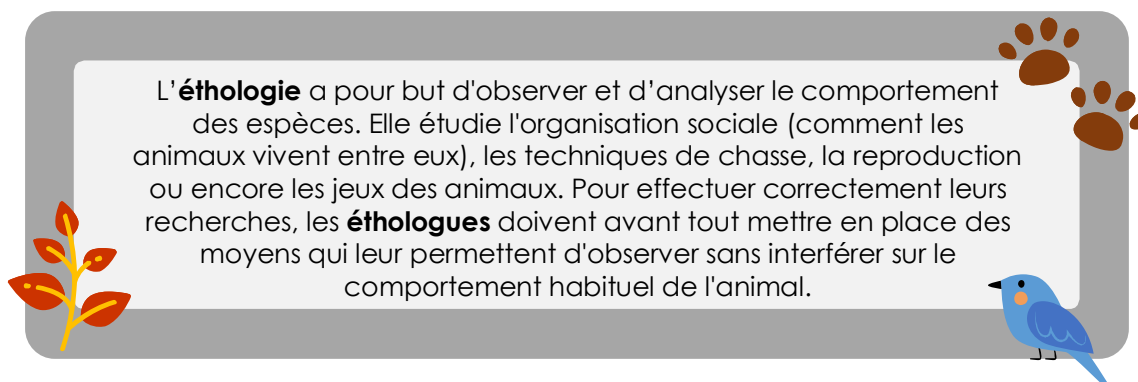 L’éthologie a pour but d'observer et d’analyser le comportement
des espèces. Elle étudie l'organisation sociale (comment les
animaux vivent entre eux), les techniques de chasse, la reproduction
ou encore les jeux des animaux. Pour effectuer correctement leurs
recherches, les éthologues doivent avant tout mettre en place des
moyens qui leur permettent d'observer sans interférer sur le
comportement habituel de l'animal.